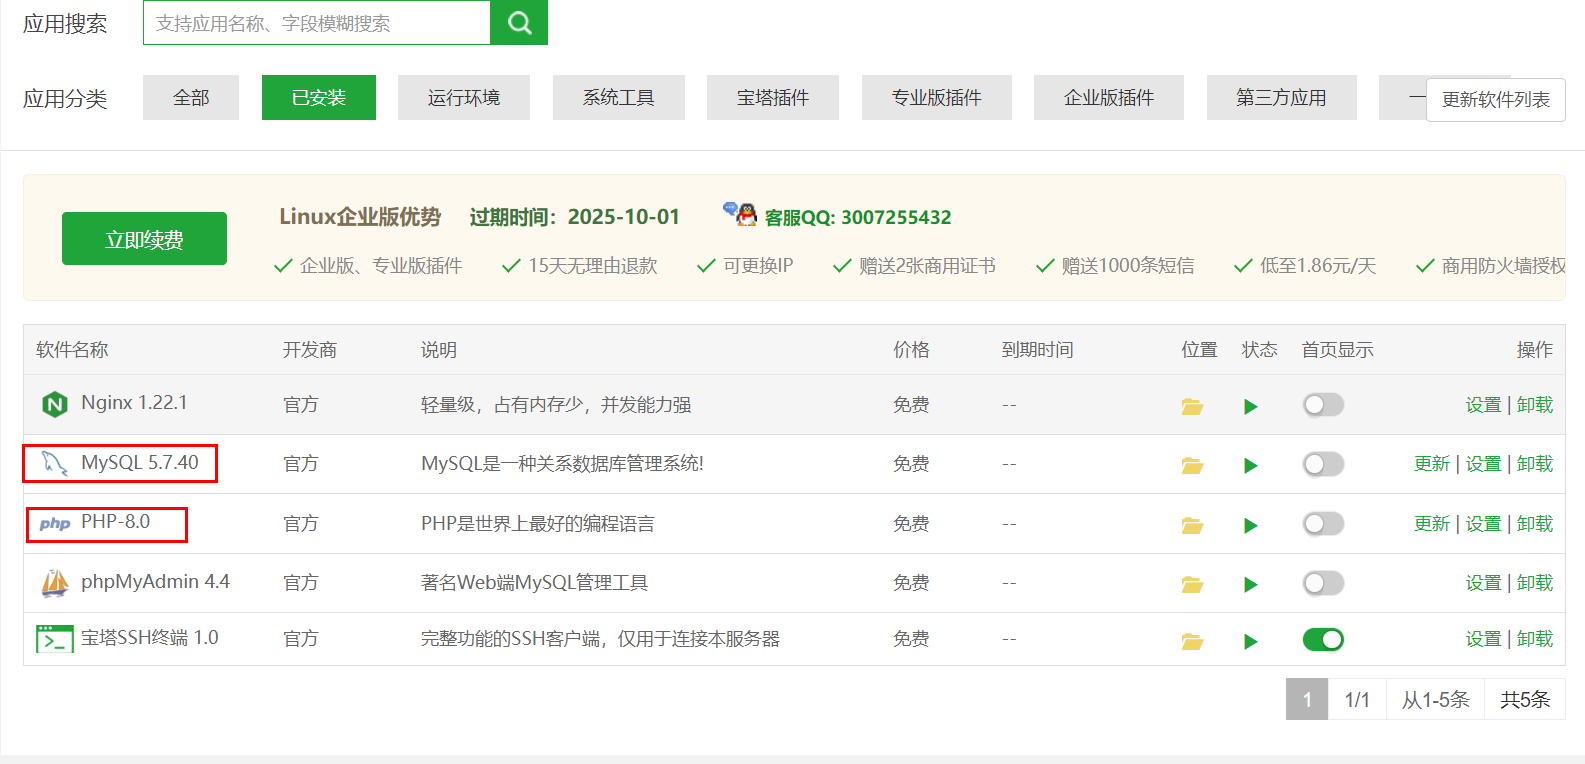 应用搜索 支持应用名称、字段模糊搜索
应用分类 全部 已安装 运行环境 系统工具 宝塔插件 专业版插件 企业版插件 第三方应用 一 更新软件列表
立即续费 Linux企业版优势 过期时间：2025-10-01 客服QQ: 3007255432
企业版、专业版插件 15天无理由退款 可更换IP 赠送2张商用证书 赠送1000条短信 低至1.86元/天 商用防火墙授权
软件名称 开发商 说明 价格 到期时间 位置 状态 首页显示 操作
Nginx 1.22.1 官方 轻量级，占有内存少，并发能力强 免费 -- 设置 | 卸载
MySQL 5.7.40 官方 MySQL是一种关系数据库管理系统! 免费 -- 更新 | 设置 | 卸载
php PHP-8.0 官方 PHP是世界上最好的编程语言 免费 -- 更新 | 设置 | 卸载
phpMyAdmin 4.4 官方 著名Web端MySQL管理工具 免费 -- 设置 | 卸载
宝塔SSH终端 1.0 官方 完整功能的SSH客户端，仅用于连接本服务器 免费 -- 设置 | 卸载
1 1/1 从1-5条 共5条